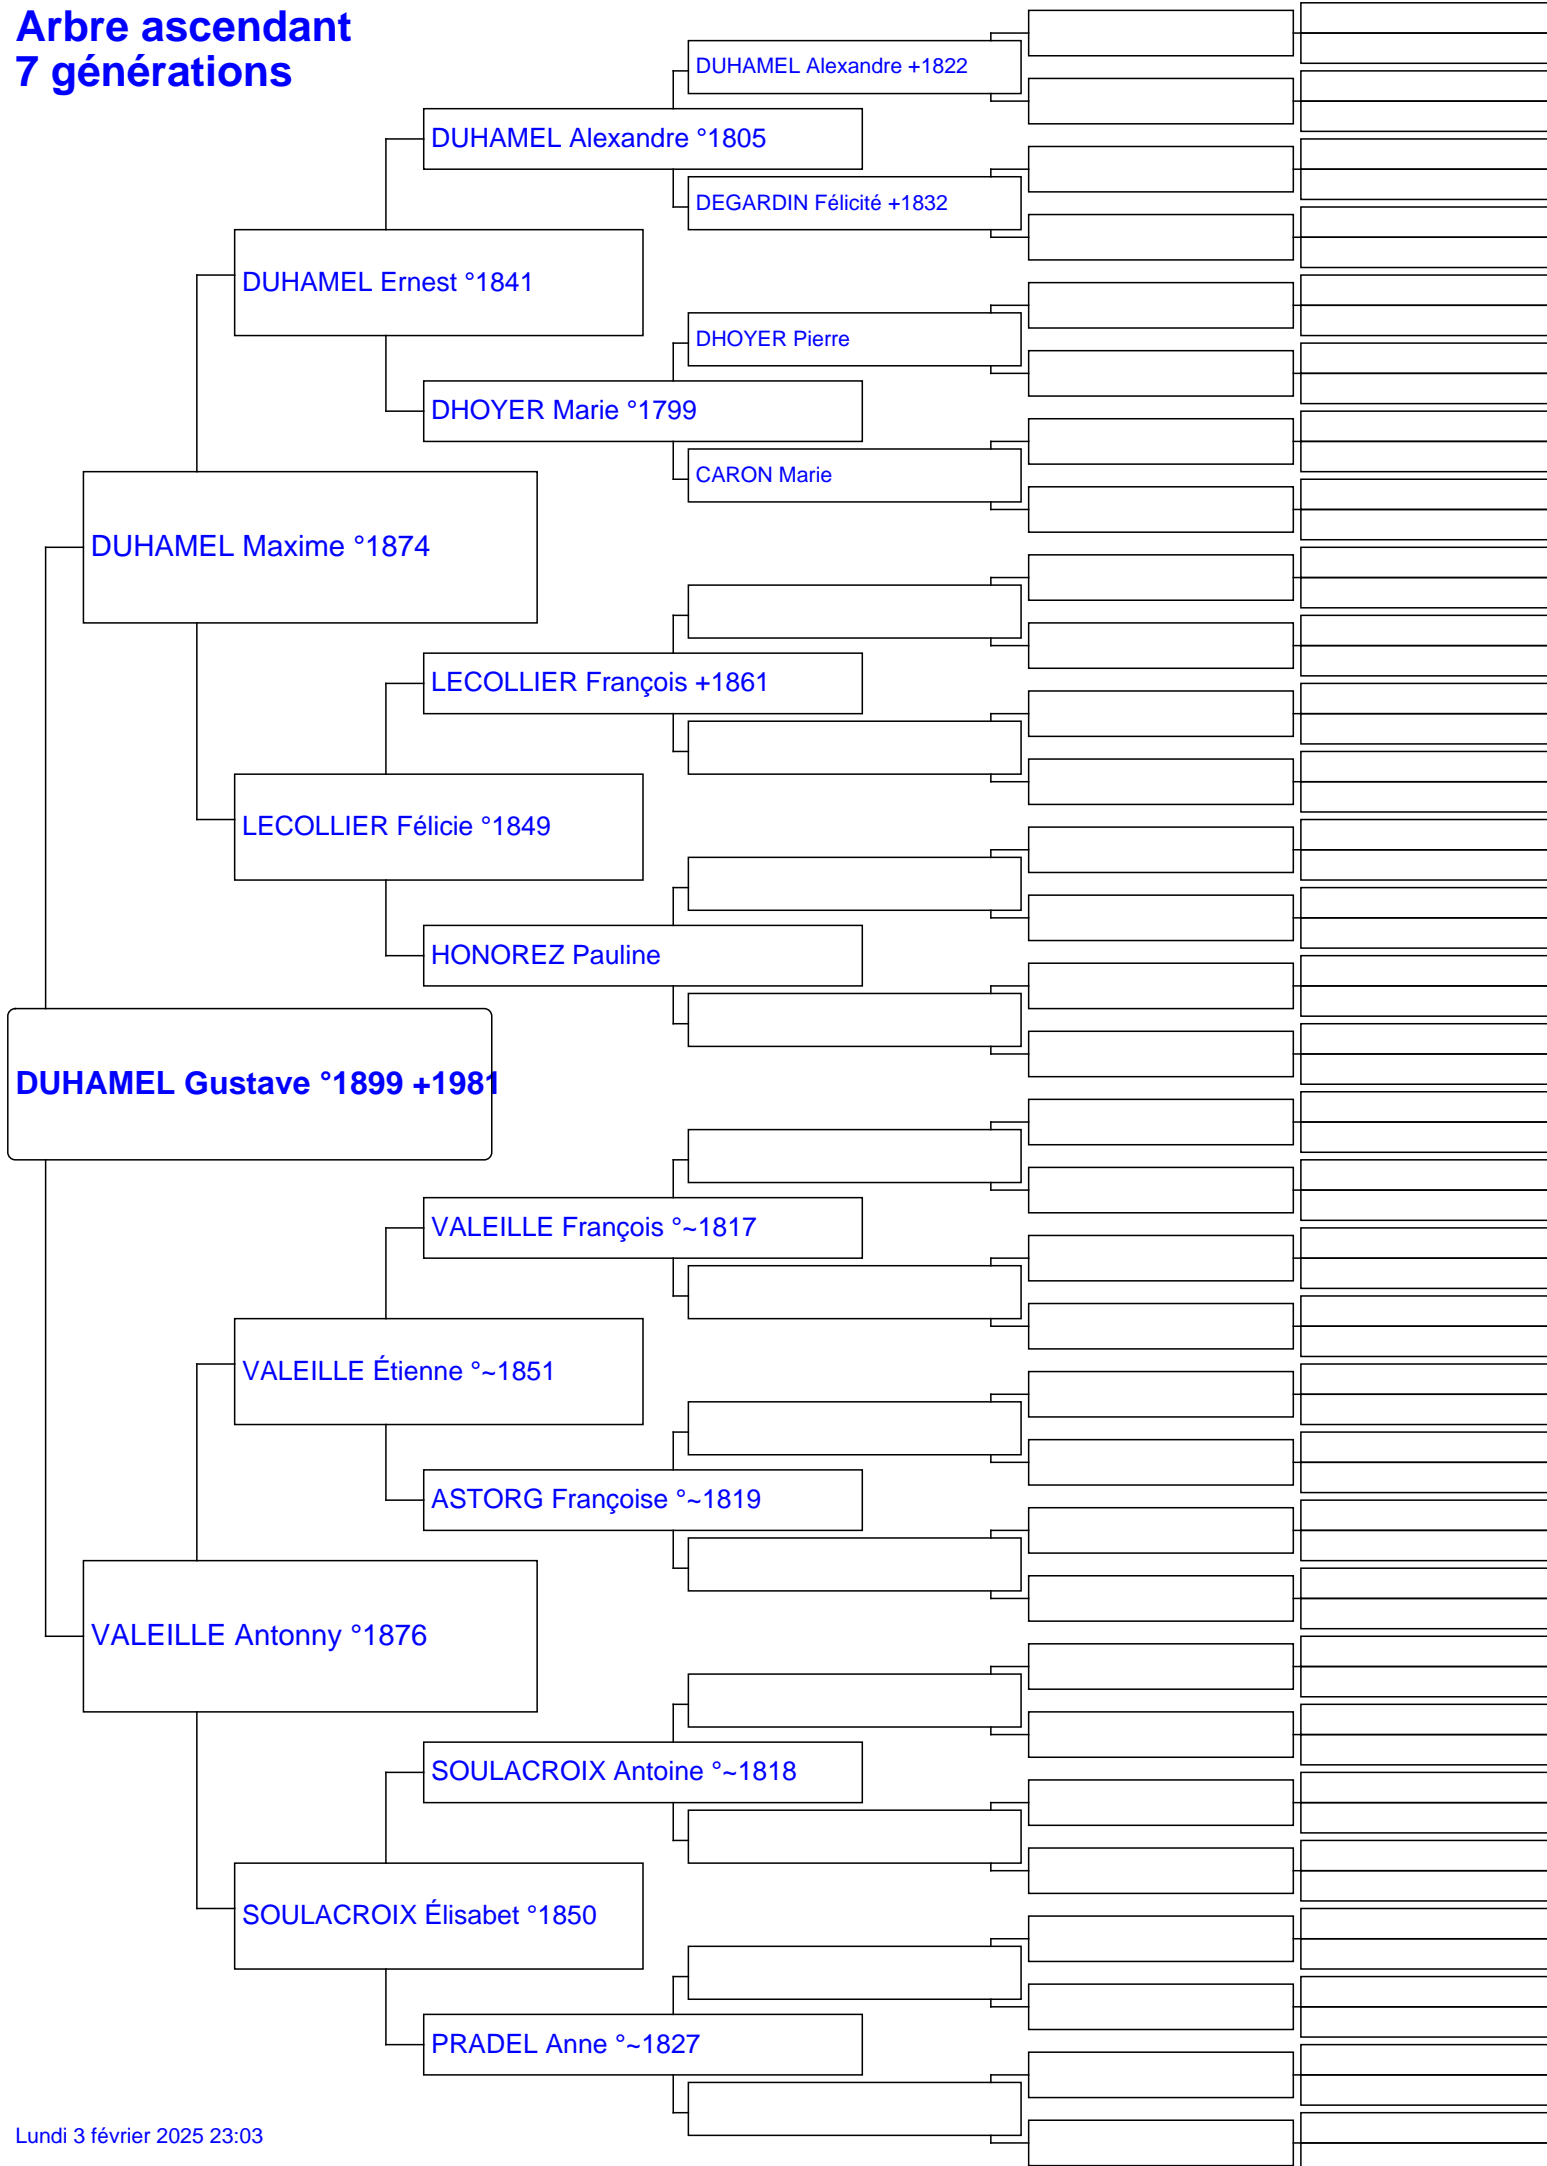 Arbre ascendant
7 générations
DUHAMEL Alexandre +1822
DUHAMEL Alexandre °1805
DEGARDIN Félicité +1832
DUHAMEL Ernest °1841
DHOYER Pierre
DHOYER Marie °1799
CARON Marie
DUHAMEL Maxime °1874
LECOLLIER François +1861
LECOLLIER Félicie °1849
HONOREZ Pauline
DUHAMEL Gustave °1899 +1981
VALEILLE François °~1817
VALEILLE Étienne °~1851
ASTORG Françoise °~1819
VALEILLE Antonny °1876
SOULACROIX Antoine °~1818
SOULACROIX Élisabet °1850
PRADEL Anne °~1827
Lundi 3 février 2025 23:03